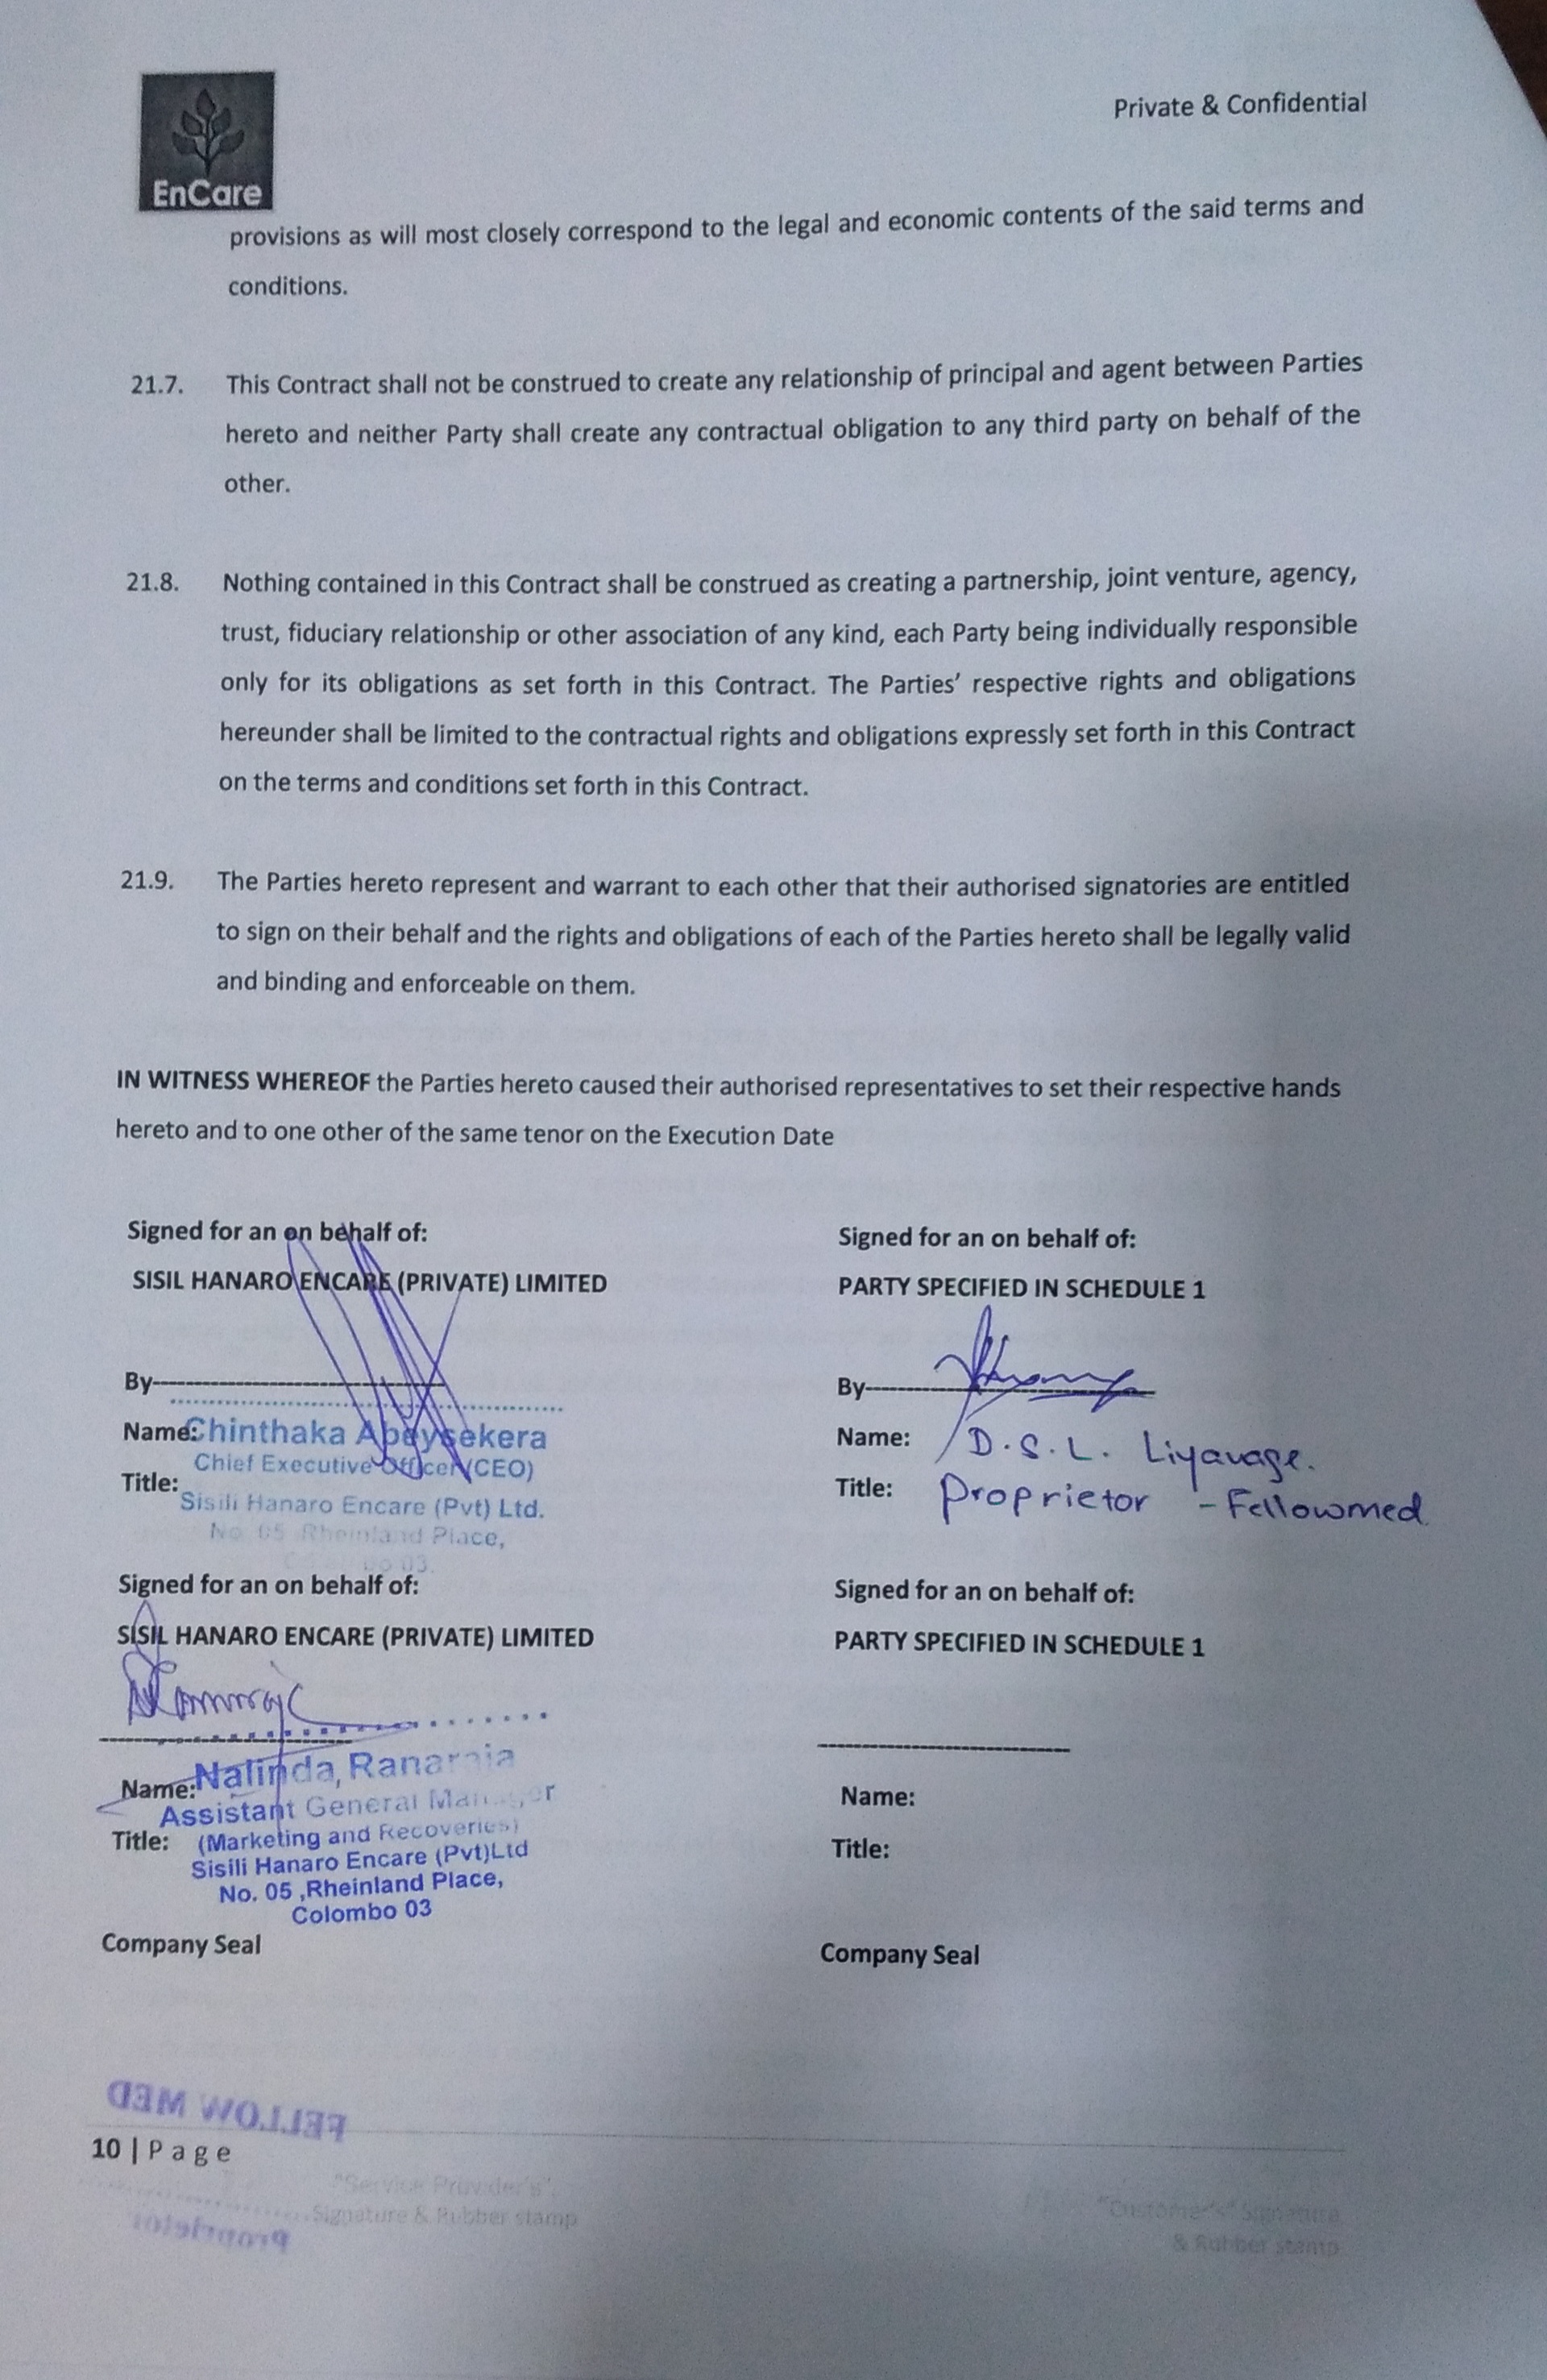 Private & Confidential
EnCare
provisions as will most closely correspond to the legal and economic contents of the said terms and
conditions.
21.7. This Contract shall not be construed to create any relationship of principal and agent between Parties
hereto and neither Party shall create any contractual obligation to any third party on behalf of the
other.
21.8. Nothing contained in this Contract shall be construed as creating a partnership, joint venture, agency,
trust, fiduciary relationship or other association of any kind, each Party being individually responsible
only for its obligations as set forth in this Contract. The Parties' respective rights and obligations
hereunder shall be limited to the contractual rights and obligations expressly set forth in this Contract
on the terms and conditions set forth in this Contract.
21.9. The Parties hereto represent and warrant to each other that their authorised signatories are entitled
to sign on their behalf and the rights and obligations of each of the Parties hereto shall be legally valid
and binding and enforceable on them.
IN WITNESS WHEREOF the Parties hereto caused their authorised representatives to set their respective hands
hereto and to one other of the same tenor on the Execution Date
Signed for an on behalf of:
SISIL HANARO ENCARE (PRIVATE) LIMITED
By
Name: Chinthaka Abeysekera
Chief Executive Officer (CEO)
Title:
Sisili Hanaro Encare (Pvt) Ltd.
No 05 Rheinland Place,
03.
Signed for an on behalf of:
PARTY SPECIFIED IN SCHEDULE 1
By
Name: D.S.L. Liyanage.
Title: Proprietor - Fellowmed
Signed for an on behalf of:
SISIL HANARO ENCARE (PRIVATE) LIMITED
Name: Nalinda Ranaraja
Assistant General Manager
Title: (Marketing and Recoveries)
Sisili Hanaro Encare (Pvt)Ltd
No. 05 ,Rheinland Place,
Colombo 03
Company Seal
Signed for an on behalf of:
PARTY SPECIFIED IN SCHEDULE 1
Name:
Title:
Company Seal
FELLOW MED
10 | Page
"Service Provider's"
Signature & Rubber stamp
Proprietor
"Customer's" Signature
& Rubber stamp